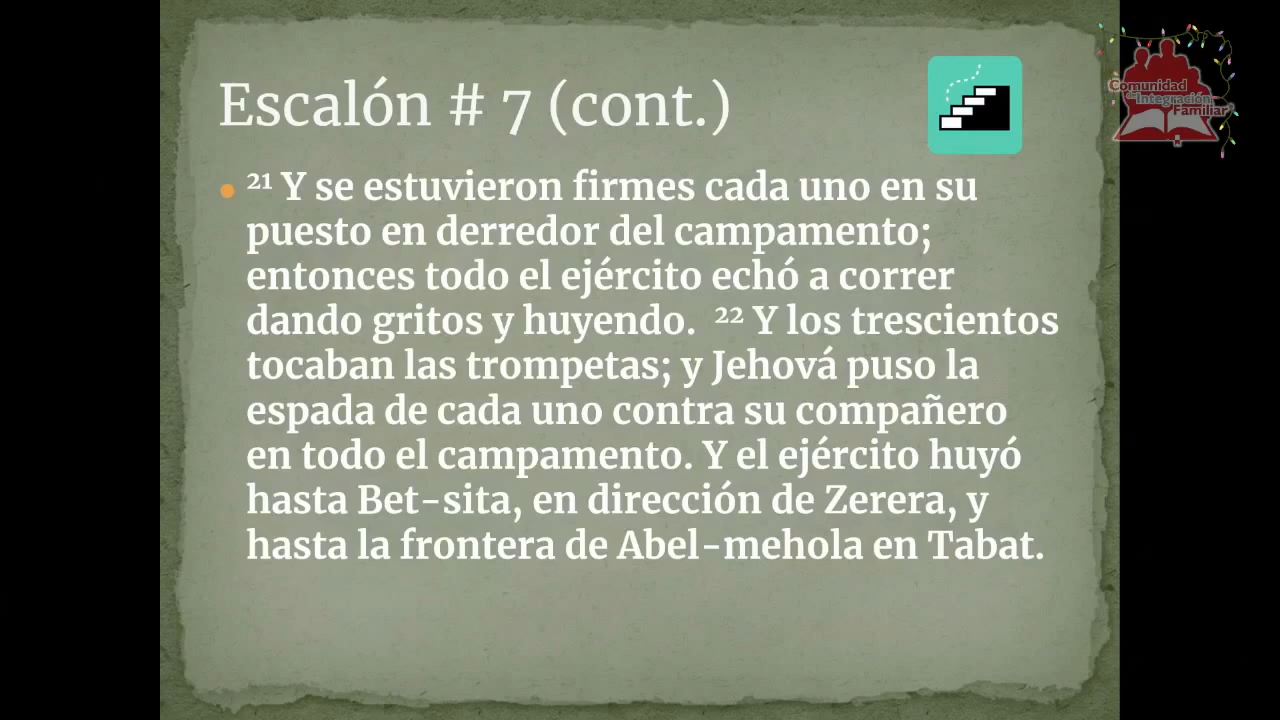 Escalón # 7 (cont.)
Comunidad
de Integración
Familiar
21 Y se estuvieron firmes cada uno en su
puesto en derredor del campamento;
entonces todo el ejército echó a correr
dando gritos y huyendo. 22 Y los trescientos
tocaban las trompetas; y Jehová puso la
espada de cada uno contra su compañero
en todo el campamento. Y el ejército huyó
hasta Bet-sita, en dirección de Zerera, y
hasta la frontera de Abel-mehola en Tabat.